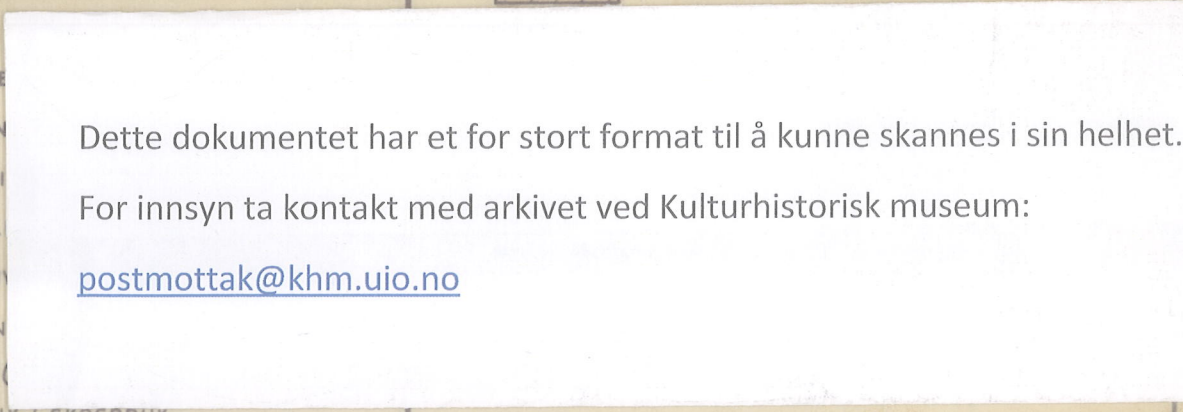 Dette dokumentet har et for stort format til å kunne skannes i sin helhet.
For innsyn ta kontakt med arkivet ved Kulturhistorisk museum:
postmottak@khm.uio.no